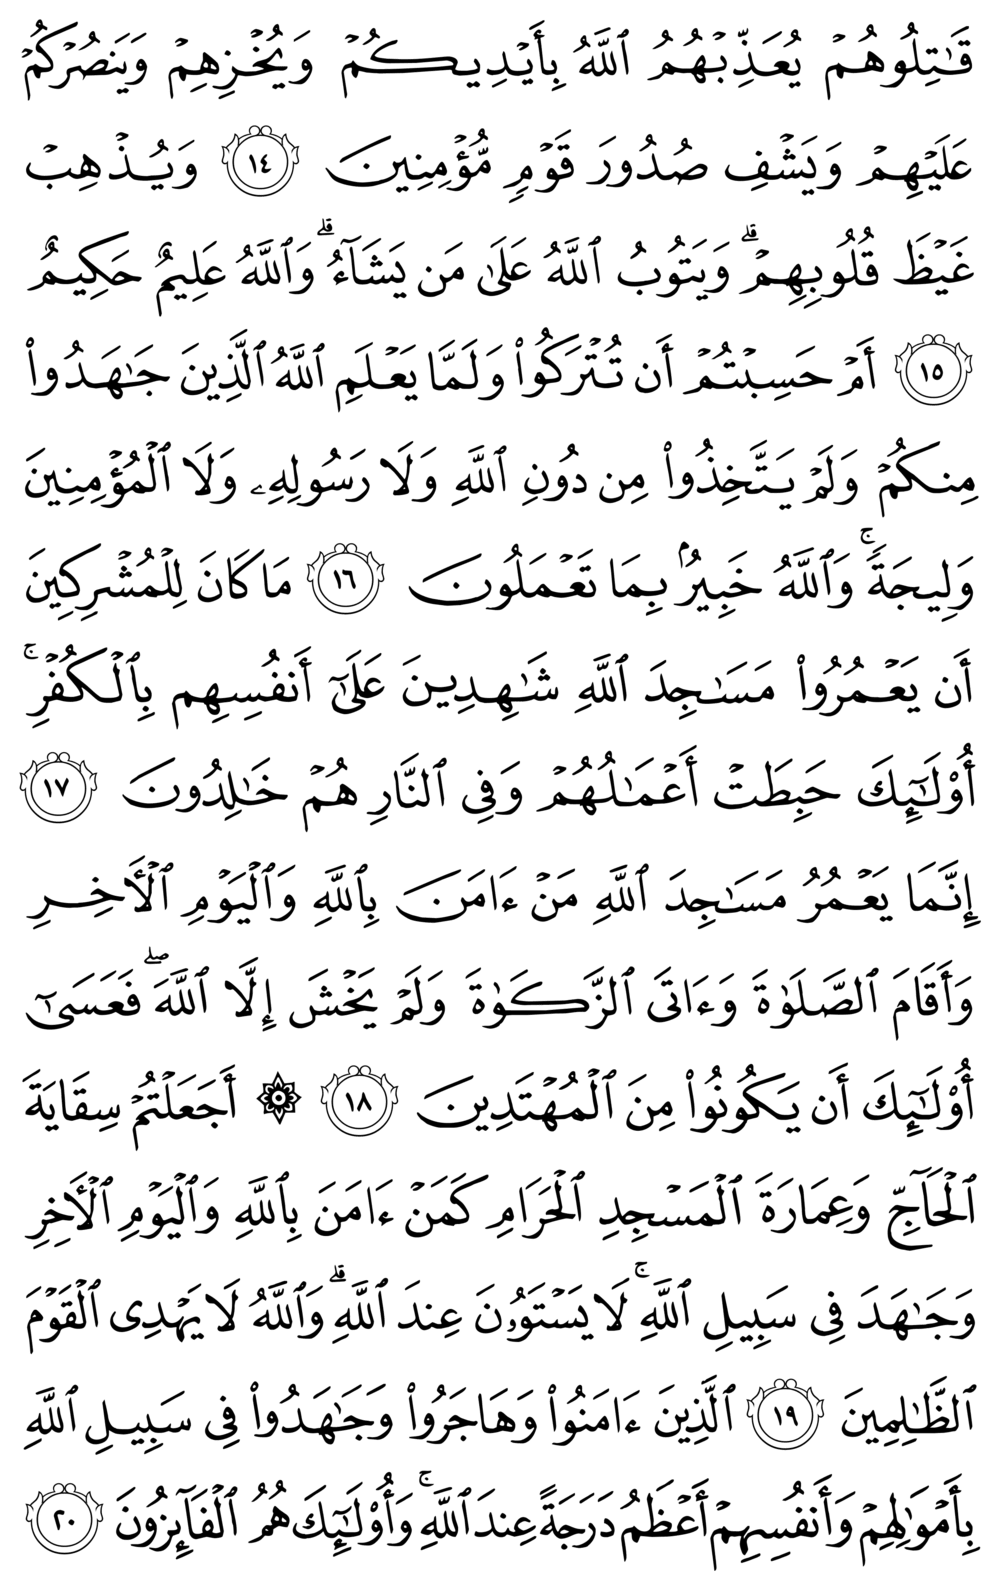 قَـٰتِلُوهُمۡ يُعَذِّبۡهُمُ ٱللَّهُ بِأَيۡدِيكُمۡ وَيُخۡزِهِمۡ وَيَنصُرۡكُمۡ
عَلَيۡهِمۡ وَيَشۡفِ صُدُورَ قَوۡمٖ مُّؤۡمِنِينَ ١٤ وَيُذۡهِبۡ
غَيۡظَ قُلُوبِهِمۡۗ وَيَتُوبُ ٱللَّهُ عَلَىٰ مَن يَشَآءُۗ وَٱللَّهُ عَلِيمٌ حَكِيمٌ
١٥ أَمۡ حَسِبۡتُمۡ أَن تُتۡرَكُواْ وَلَمَّا يَعۡلَمِ ٱللَّهُ ٱلَّذِينَ جَٰهَدُواْ
مِنكُمۡ وَلَمۡ يَتَّخِذُواْ مِن دُونِ ٱللَّهِ وَلَا رَسُولِهِۦ وَلَا ٱلۡمُؤۡمِنِينَ
وَلِيجَةٗۚ وَٱللَّهُ خَبِيرُۢ بِمَا تَعۡمَلُونَ ١٦ مَا كَانَ لِلۡمُشۡرِكِينَ
أَن يَعۡمُرُواْ مَسَٰجِدَ ٱللَّهِ شَٰهِدِينَ عَلَىٰٓ أَنفُسِهِم بِٱلۡكُفۡرِۚ
أُوْلَٰٓئِكَ حَبِطَتۡ أَعۡمَٰلُهُمۡ وَفِي ٱلنَّارِ هُمۡ خَٰلِدُونَ ١٧
إِنَّمَا يَعۡمُرُ مَسَٰجِدَ ٱللَّهِ مَنۡ ءَامَنَ بِٱللَّهِ وَٱلۡيَوۡمِ ٱلۡأٓخِرِ
وَأَقَامَ ٱلصَّلَوٰةَ وَءَاتَى ٱلزَّكَوٰةَ وَلَمۡ يَخۡشَ إِلَّا ٱللَّهَۖ فَعَسَىٰٓ
أُوْلَٰٓئِكَ أَن يَكُونُواْ مِنَ ٱلۡمُهۡتَدِينَ ١٨ ۞ أَجَعَلۡتُمۡ سِقَايَةَ
ٱلۡحَآجِّ وَعِمَارَةَ ٱلۡمَسۡجِدِ ٱلۡحَرَامِ كَمَنۡ ءَامَنَ بِٱللَّهِ وَٱلۡيَوۡمِ ٱلۡأٓخِرِ
وَجَٰهَدَ فِي سَبِيلِ ٱللَّهِۚ لَا يَسۡتَوُۥنَ عِندَ ٱللَّهِۗ وَٱللَّهُ لَا يَهۡدِي ٱلۡقَوۡمَ
ٱلظَّٰلِمِينَ ١٩ ٱلَّذِينَ ءَامَنُواْ وَهَاجَرُواْ وَجَٰهَدُواْ فِي سَبِيلِ ٱللَّهِ
بِأَمۡوَٰلِهِمۡ وَأَنفُسِهِمۡ أَعۡظَمُ دَرَجَةً عِندَ ٱللَّهِۚ وَأُوْلَٰٓئِكَ هُمُ ٱلۡفَآئِزُونَ ٢٠